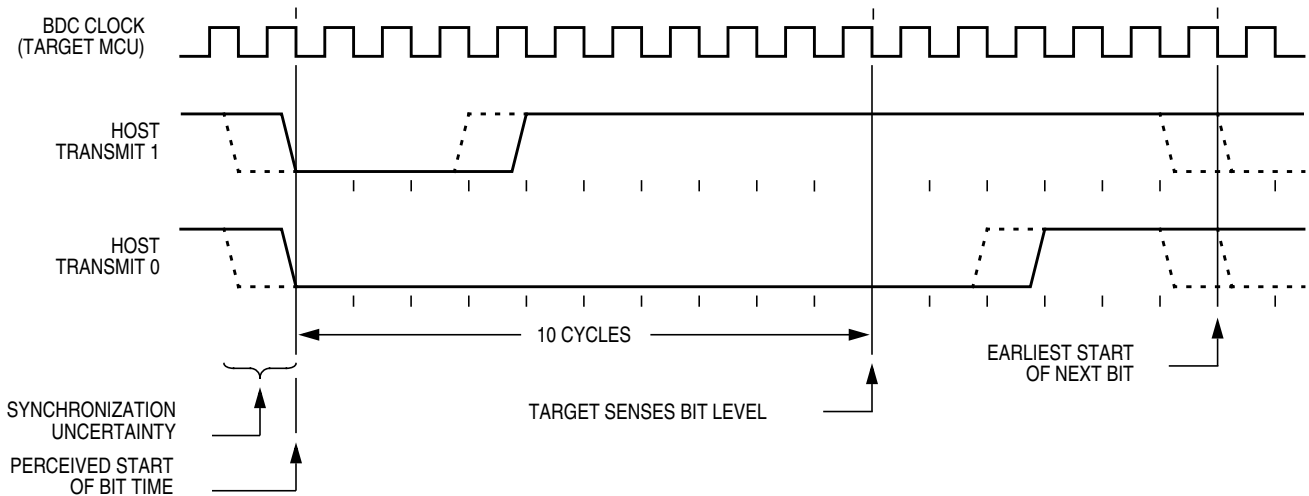 BDC CLOCK
(TARGET MCU)
HOST
TRANSMIT 1
HOST
TRANSMIT 0
10 CYCLES
EARLIEST START
OF NEXT BIT
SYNCHRONIZATION
UNCERTAINTY
TARGET SENSES BIT LEVEL
PERCEIVED START
OF BIT TIME